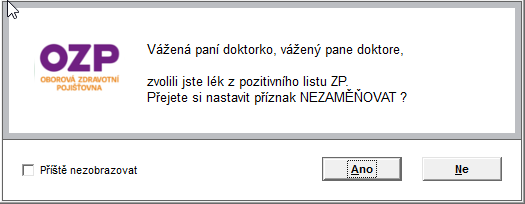 OZP
OBOROVÁ ZDRAVOTNÍ
POJIŠŤOVNA
Vážená paní doktorko, vážený pane doktore,
zvolili jste lék z pozitivního listu ZP.
Přejete si nastavit příznak NEZAMĚŇOVAT ?
Příště nezobrazovat
Ano
Ne